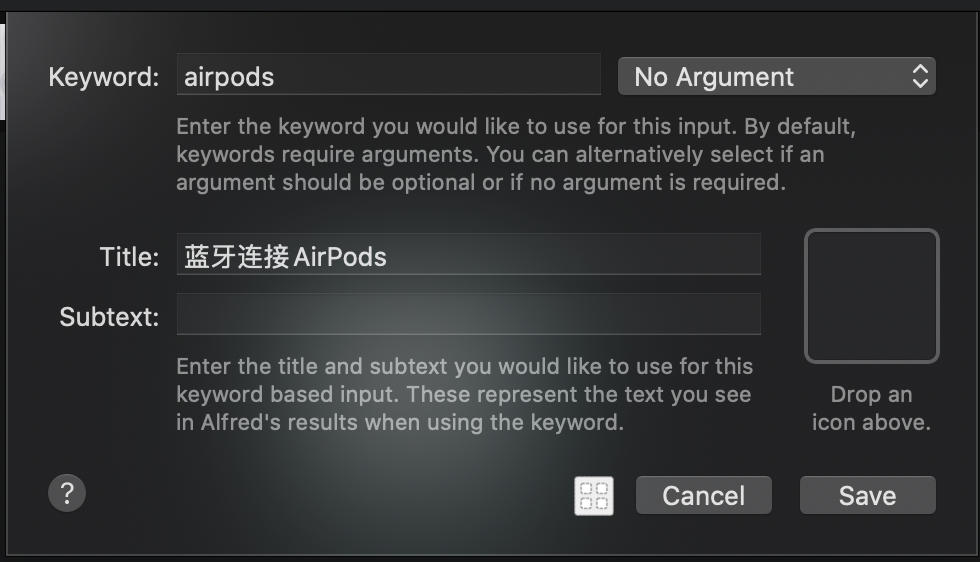 Keyword: airpods No Argument
Enter the keyword you would like to use for this input. By default,
keywords require arguments. You can alternatively select if an
argument should be optional or if no argument is required.
Title: 蓝牙连接AirPods
Subtext:
Enter the title and subtext you would like to use for this
keyword based input. These represent the text you see
in Alfred's results when using the keyword.
Drop an
icon above.
? Cancel Save